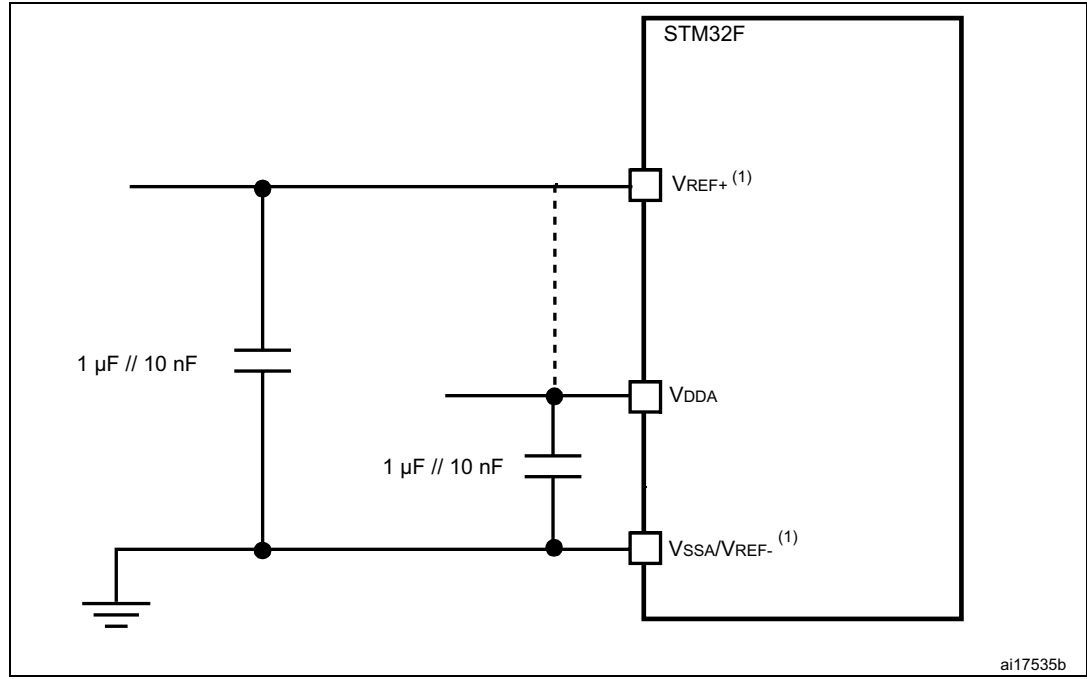 STM32F
VREF+ (1)
1 µF // 10 nF
VDDA
1 µF // 10 nF
VSSA/VREF- (1)
ai17535b